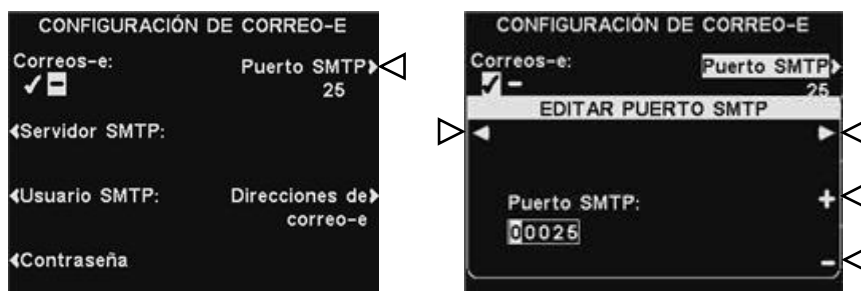 CONFIGURACIÓN DE CORREO-E
Correos-e:
Puerto SMTP
25
Servidor SMTP:
Usuario SMTP:
Direcciones de
correo-e
Contraseña
CONFIGURACIÓN DE CORREO-E
Correos-e:
Puerto SMTP
25
EDITAR PUERTO SMTP
Puerto SMTP:
00025